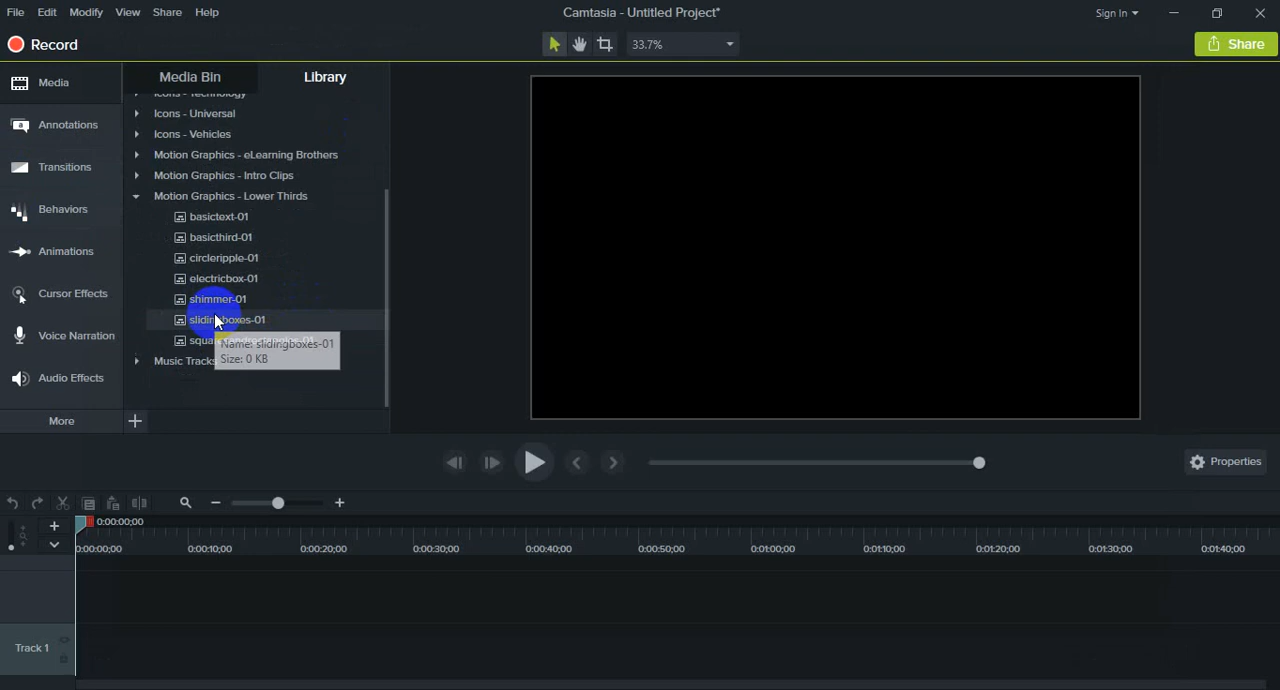 File Edit Modify View Share Help
Camtasia - Untitled Project*
Sign In
Record
33.7%
Share
Media
Annotations
Transitions
Behaviors
Animations
Cursor Effects
Voice Narration
Audio Effects
More
Media Bin
Library
Icons - Technology
Icons - Universal
Icons - Vehicles
Motion Graphics - eLearning Brothers
Motion Graphics - Intro Clips
Motion Graphics - Lower Thirds
basictext-01
basicthird-01
circleripple-01
electricbox-01
shimmer-01
slidingboxes-01
Name: slidingboxes-01
Size: 0 KB
Music Tracks
Properties
0:00:00;00
0:00:00;00 0:00:10;00 0:00:20;00 0:00:30;00 0:00:40;00 0:00:50;00 0:01:00;00 0:01:10;00 0:01:20;00 0:01:30;00 0:01:40;00
Track 1